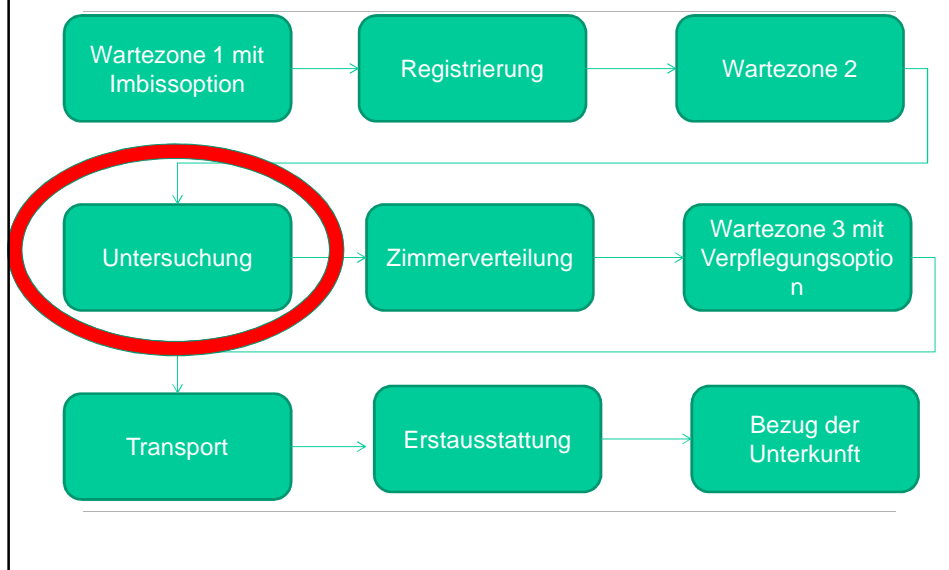 Wartezone 1 mit
Imbissoption
Registrierung
Wartezone 2
Untersuchung
Zimmerverteilung
Wartezone 3 mit
Verpflegungsoptio
n
Transport
Erstausstattung
Bezug der
Unterkunft